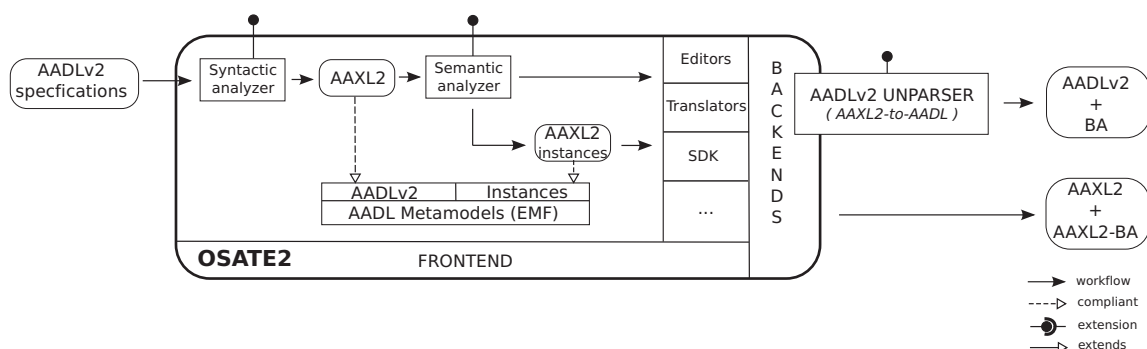 AADLv2
specfications
Syntactic
analyzer
AAXL2
Semantic
analyzer
AAXL2
instances
AADLv2
Instances
AADL Metamodels (EMF)
OSATE2
FRONTEND
Editors
Translators
SDK
...
BACKENDS
AADLv2 UNPARSER
( AAXL2-to-AADL )
AADLv2
+
BA
AAXL2
+
AAXL2-BA
workflow
compliant
extension
extends